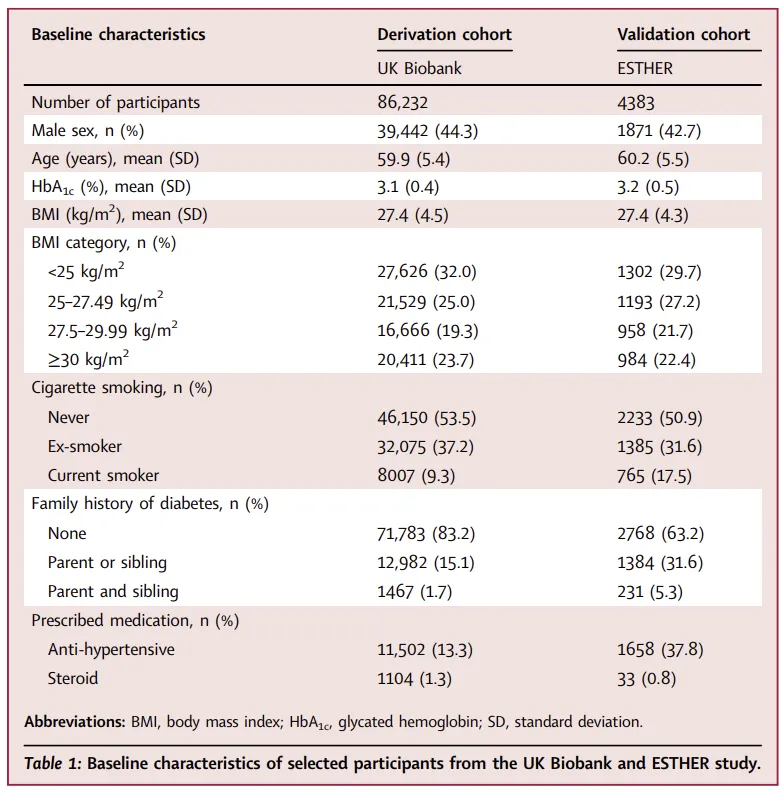 Baseline characteristics Derivation cohort Validation cohort
UK Biobank ESTHER
Number of participants 86,232 4383
Male sex, n (%) 39,442 (44.3) 1871 (42.7)
Age (years), mean (SD) 59.9 (5.4) 60.2 (5.5)
HbA1c (%), mean (SD) 3.1 (0.4) 3.2 (0.5)
BMI (kg/m²), mean (SD) 27.4 (4.5) 27.4 (4.3)
BMI category, n (%)
<25 kg/m² 27,626 (32.0) 1302 (29.7)
25–27.49 kg/m² 21,529 (25.0) 1193 (27.2)
27.5–29.99 kg/m² 16,666 (19.3) 958 (21.7)
≥30 kg/m² 20,411 (23.7) 984 (22.4)
Cigarette smoking, n (%)
Never 46,150 (53.5) 2233 (50.9)
Ex-smoker 32,075 (37.2) 1385 (31.6)
Current smoker 8007 (9.3) 765 (17.5)
Family history of diabetes, n (%)
None 71,783 (83.2) 2768 (63.2)
Parent or sibling 12,982 (15.1) 1384 (31.6)
Parent and sibling 1467 (1.7) 231 (5.3)
Prescribed medication, n (%)
Anti-hypertensive 11,502 (13.3) 1658 (37.8)
Steroid 1104 (1.3) 33 (0.8)
Abbreviations: BMI, body mass index; HbA1c, glycated hemoglobin; SD, standard deviation.
Table 1: Baseline characteristics of selected participants from the UK Biobank and ESTHER study.